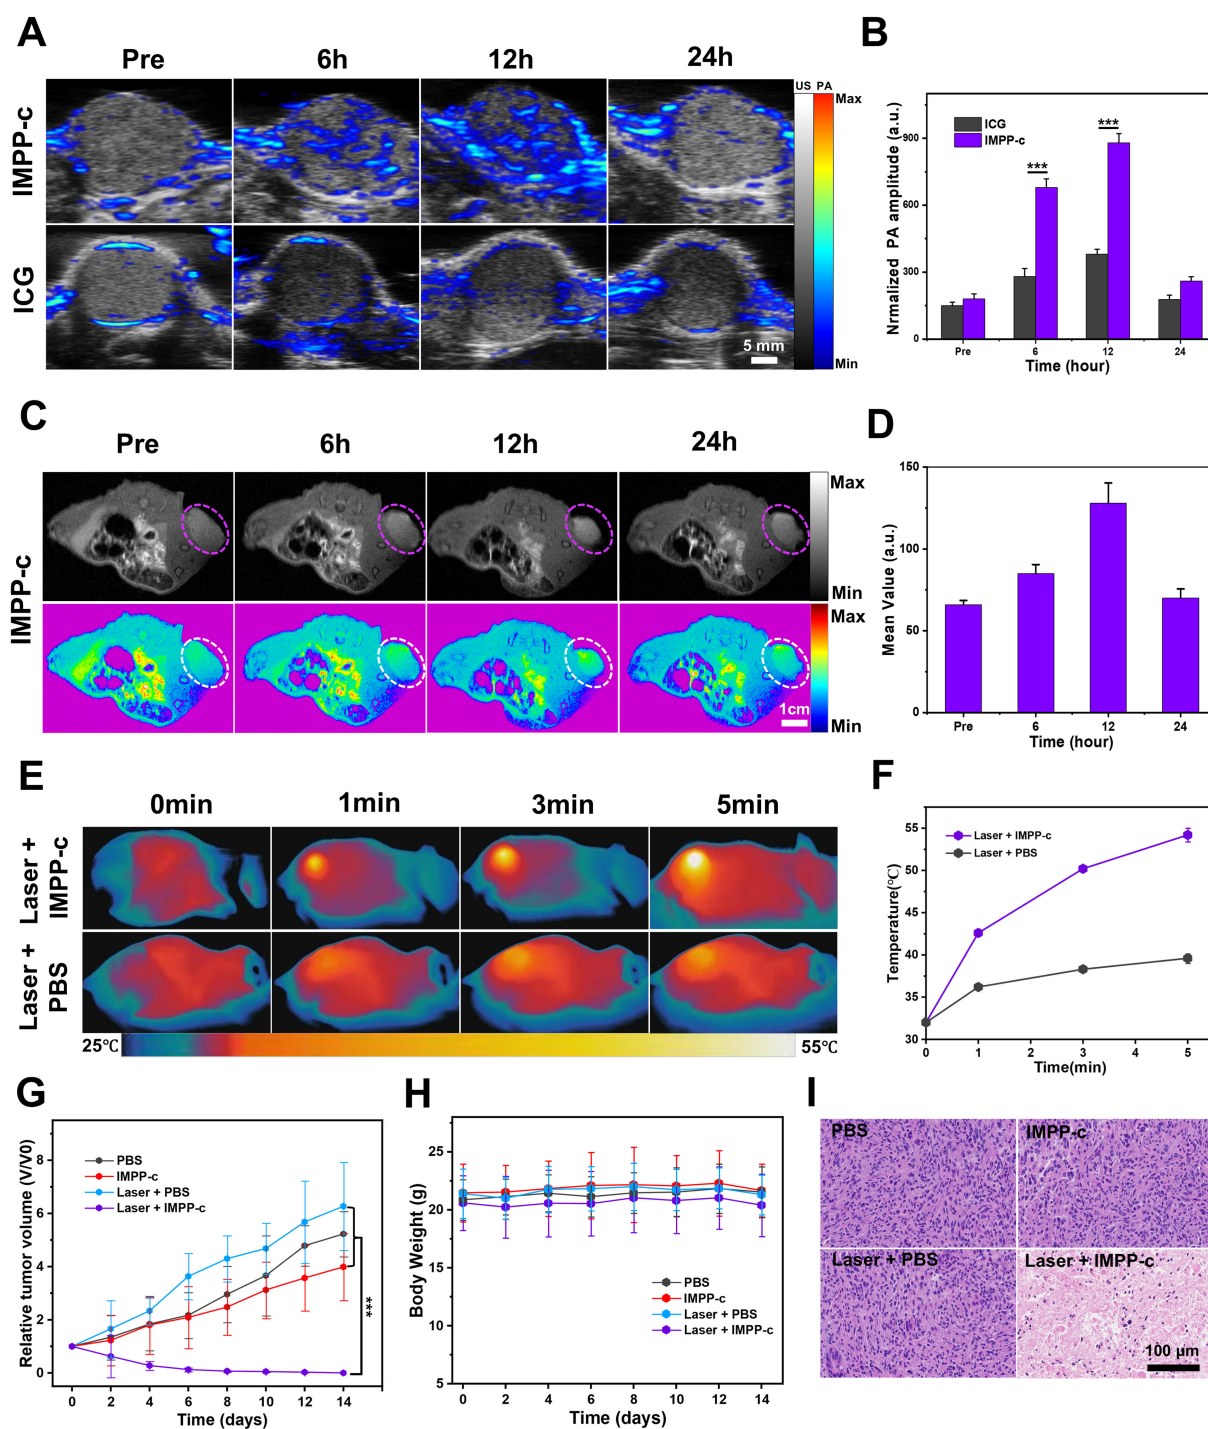 A
Pre 6h 12h 24h
IMPP-c
ICG
US PA
Max
Min
5 mm
B
Nrmalized PA amplitude (a.u.)
900
600
300
0
ICG
IMPP-c
***
***
Pre 6 12 24
Time (hour)
C
Pre 6h 12h 24h
IMPP-c
Max
Min
Max
Min
1cm
D
Mean Value (a.u.)
150
100
50
0
Pre 6 12 24
Time (hour)
E
0min 1min 3min 5min
Laser + IMPP-c
Laser + PBS
25℃ 55℃
F
Temperature(℃)
55
50
45
40
35
30
Laser + IMPP-c
Laser + PBS
0 1 2 3 4 5
Time(min)
G
Relative tumor volume (V/V0)
8
6
4
2
0
PBS
IMPP-c
Laser + PBS
Laser + IMPP-c
***
0 2 4 6 8 10 12 14
Time (days)
H
Body Weight (g)
25
20
15
10
5
PBS
IMPP-c
Laser + PBS
Laser + IMPP-c
0 2 4 6 8 10 12 14
Time (days)
I
PBS IMPP-c
Laser + PBS Laser + IMPP-c
100 µm